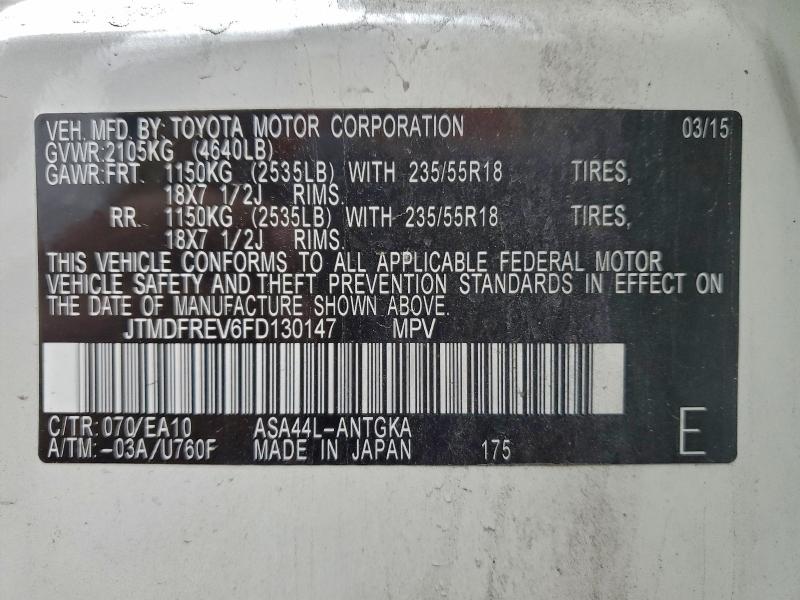 VEH. MFD. BY: TOYOTA MOTOR CORPORATION 03/15
GVWR:2105KG (4640LB)
GAWR:FRT. 1150KG (2535LB) WITH 235/55R18 TIRES,
18X7 1/2J RIMS.
RR. 1150KG (2535LB) WITH 235/55R18 TIRES,
18X7 1/2J RIMS.
THIS VEHICLE CONFORMS TO ALL APPLICABLE FEDERAL MOTOR
VEHICLE SAFETY AND THEFT PREVENTION STANDARDS IN EFFECT ON
THE DATE OF MANUFACTURE SHOWN ABOVE.
JTMDFREV6FD130147 MPV
C/TR: 070/EA10 ASA44L-ANTGKA
A/TM: -03A/U760F MADE IN JAPAN 175 E